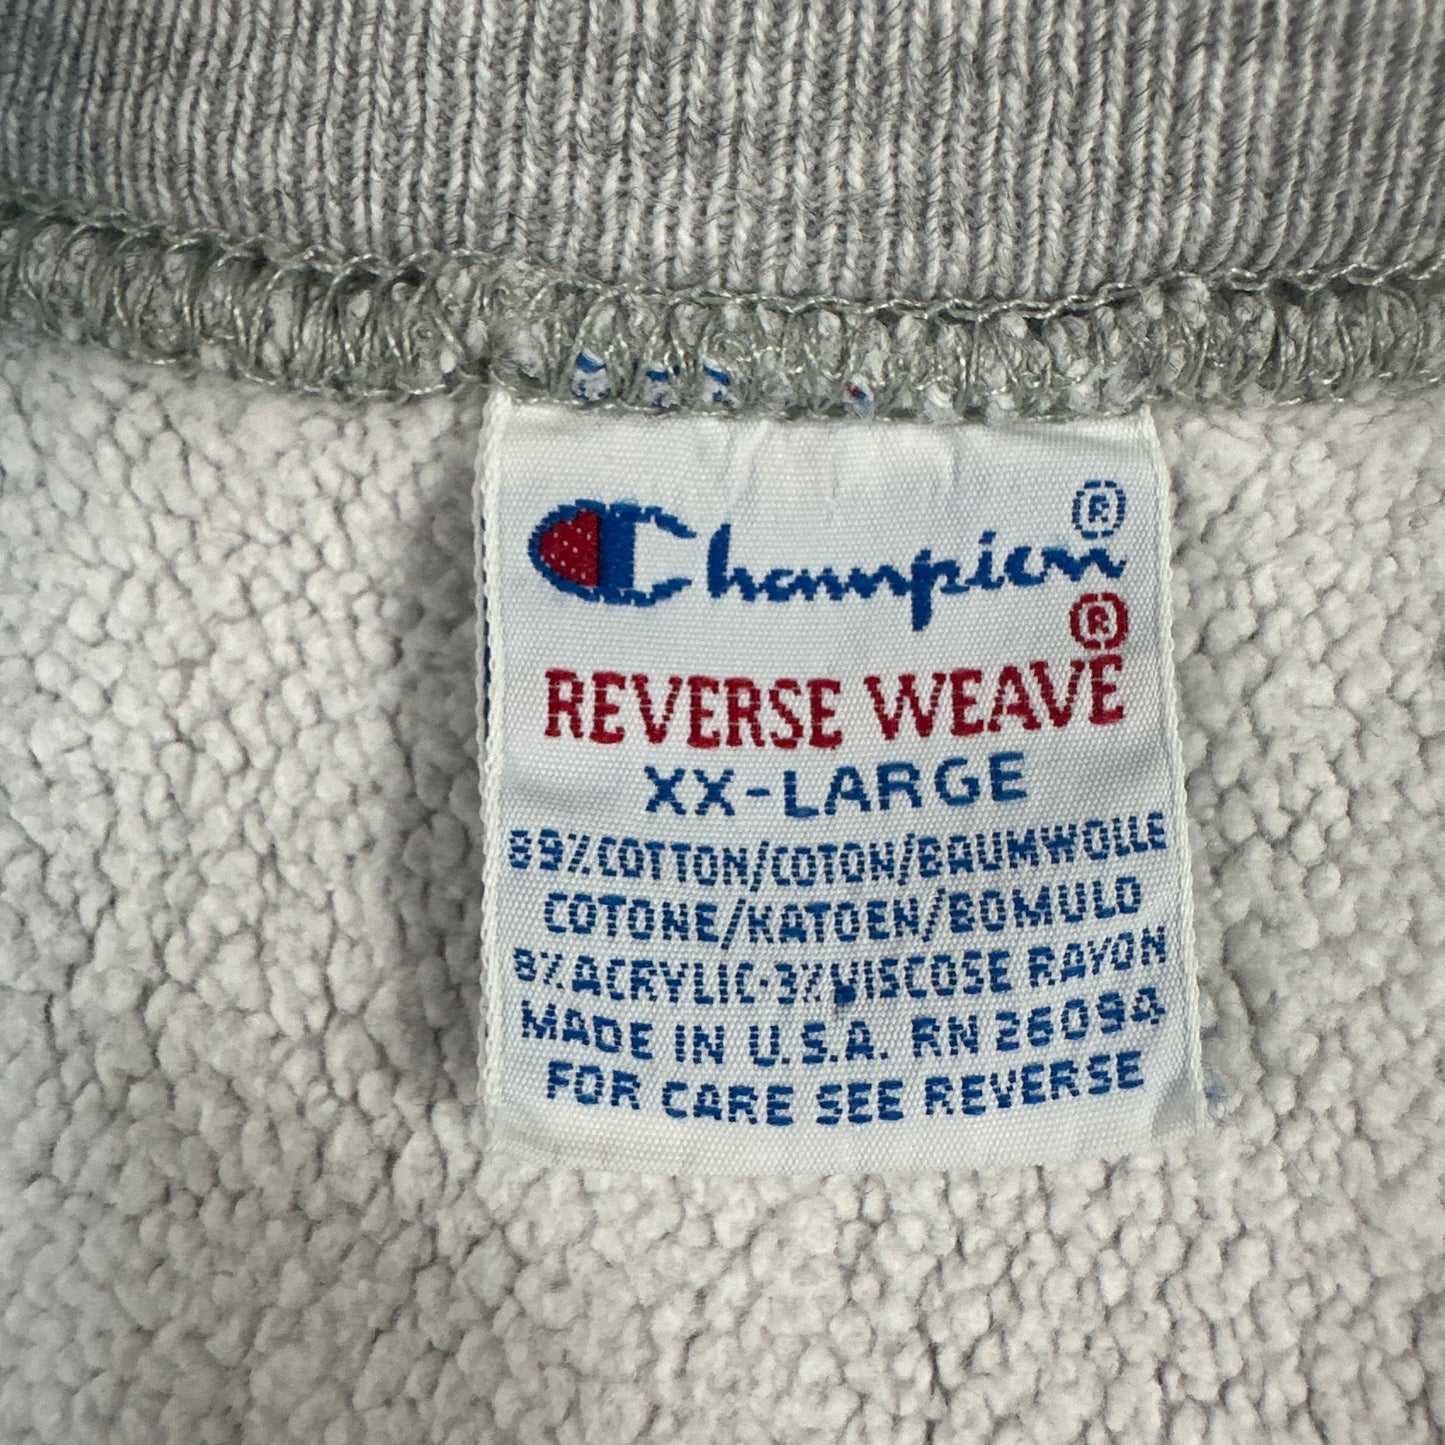 Champion®
REVERSE WEAVE®
XX-LARGE
89%COTTON/COTON/BAUMWOLLE
COTONE/KATOEN/BOMULD
8%ACRYLIC·3%VISCOSE RAYON
MADE IN U.S.A. RN 26094
FOR CARE SEE REVERSE